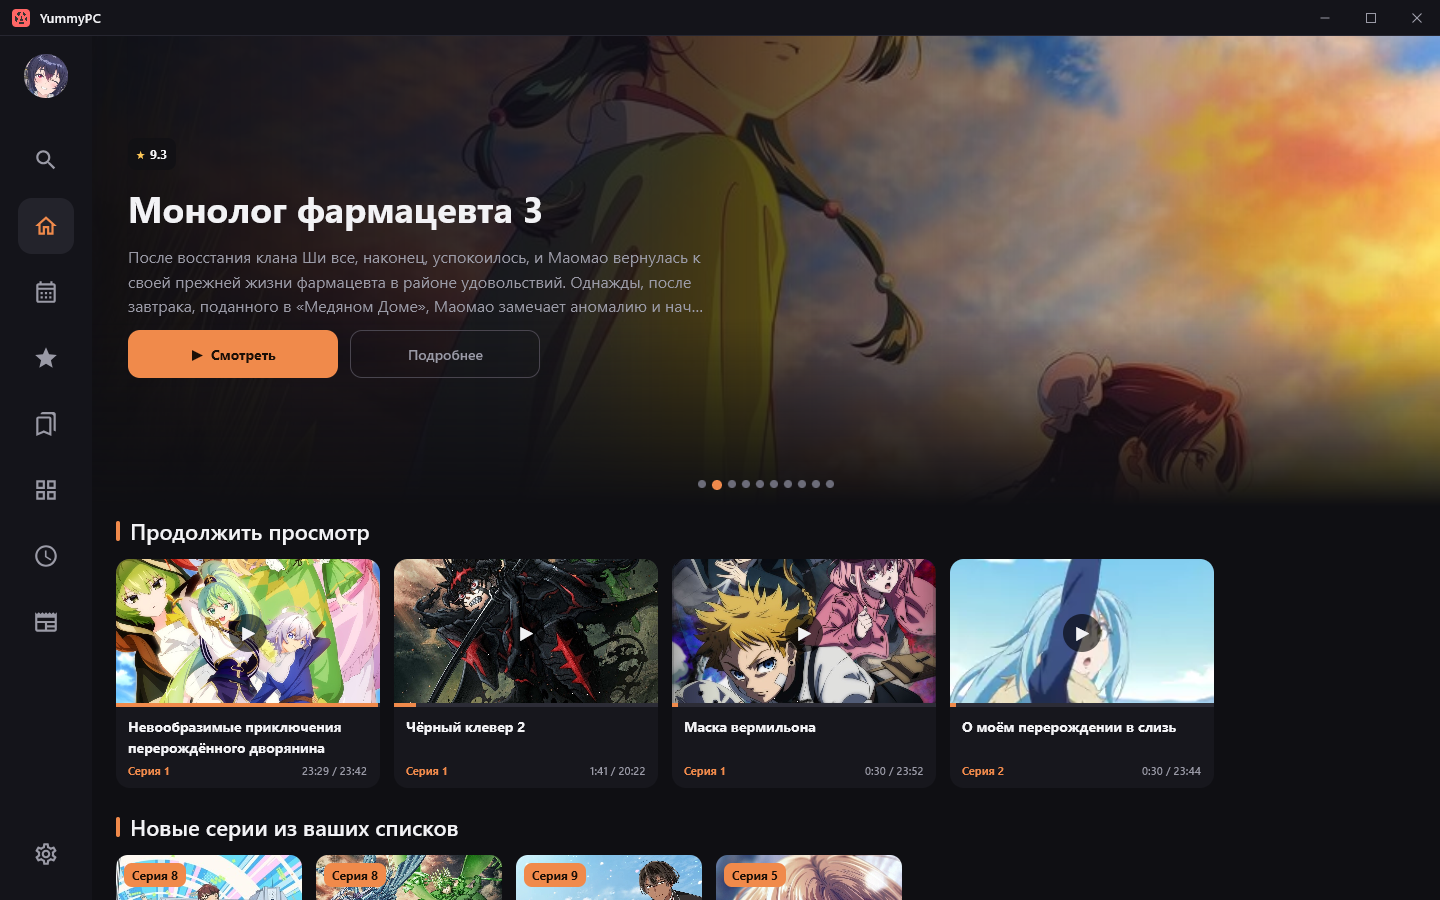 YummyPC
★ 9.3
Монолог фармацевта 3
После восстания клана Ши все, наконец, успокоилось, и Маомао вернулась к
своей прежней жизни фармацевта в районе удовольствий. Однажды, после
завтрака, поданного в «Медяном Доме», Маомао замечает аномалию и нач...
Смотреть
Подробнее
Продолжить просмотр
Невообразимые приключения
перерождённого дворянина
Серия 1
23:29 / 23:42
Чёрный клевер 2
Серия 1
1:41 / 20:22
Маска вермильона
Серия 1
0:30 / 23:52
О моём перерождении в слизь
Серия 2
0:30 / 23:44
Новые серии из ваших списков
Серия 8
Серия 8
Серия 9
Серия 5